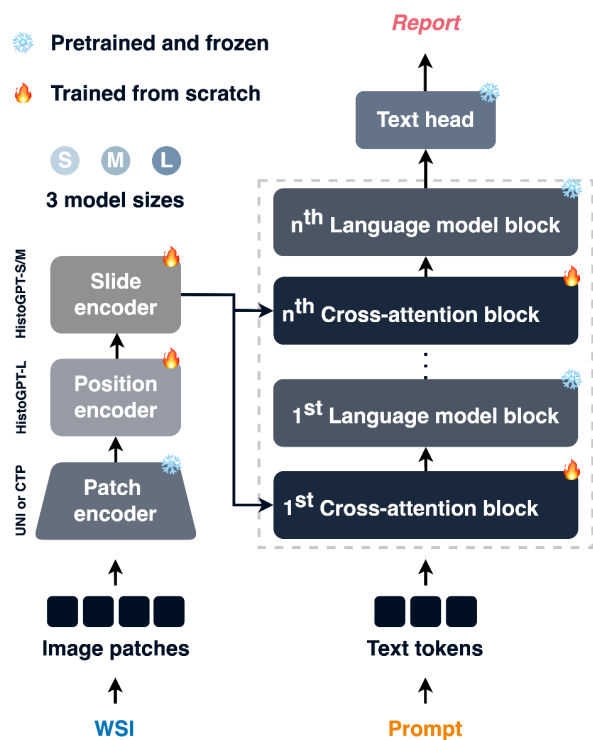 Pretrained and frozen
Trained from scratch
S M L
3 model sizes
HistoGPT-S/M
Slide
encoder
HistoGPT-L
Position
encoder
UNI or CTP
Patch
encoder
Image patches
WSI
Report
Text head
nth Language model block
nth Cross-attention block
1st Language model block
1st Cross-attention block
Text tokens
Prompt